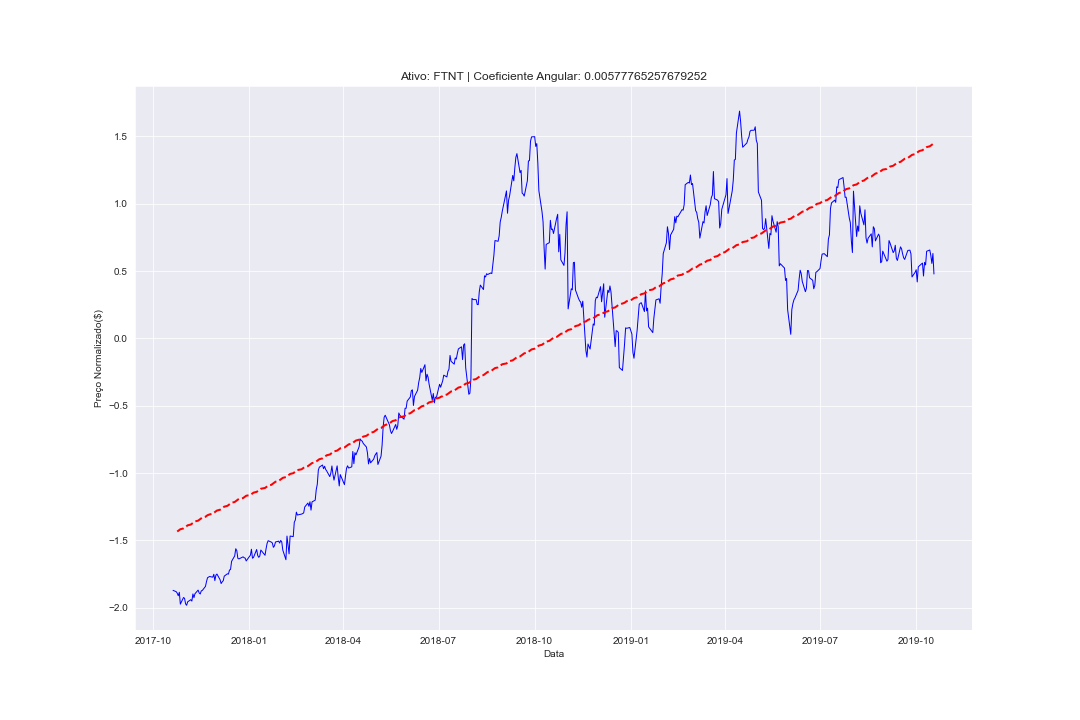 Ativo: FTNT | Coeficiente Angular: 0.00577765257679252
Preço Normalizado($)
1.5
1.0
0.5
0.0
−0.5
−1.0
−1.5
−2.0
2017-10 2018-01 2018-04 2018-07 2018-10 2019-01 2019-04 2019-07 2019-10
Data